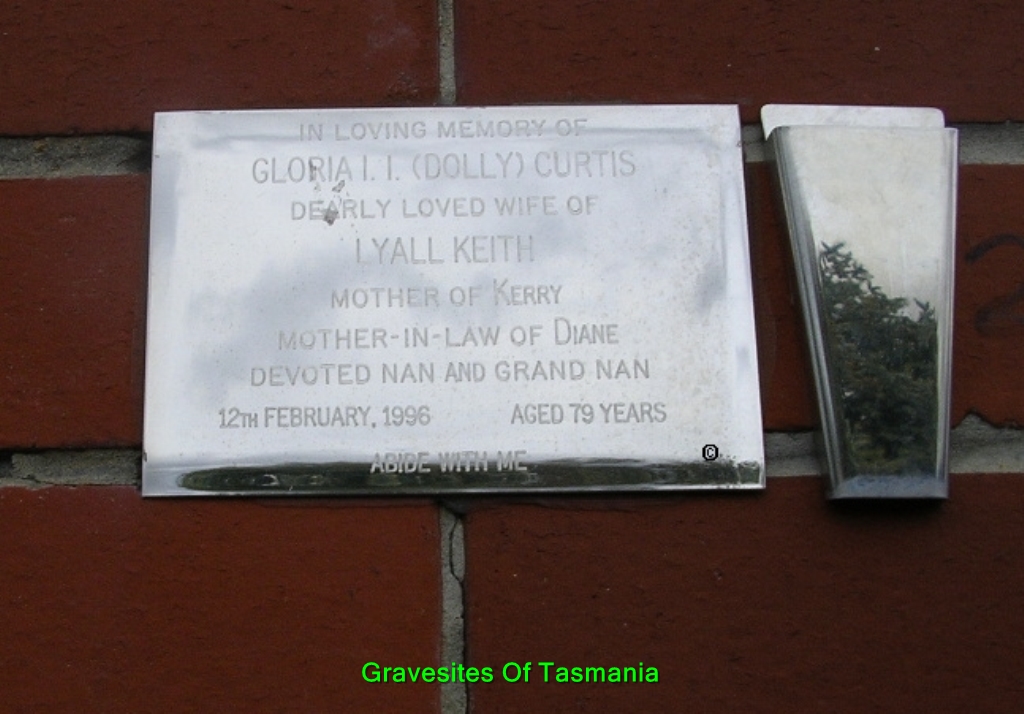 IN LOVING MEMORY OF
GLORIA I. I. (DOLLY) CURTIS
DEARLY LOVED WIFE OF
LYALL KEITH
MOTHER OF KERRY
MOTHER-IN-LAW OF DIANE
DEVOTED NAN AND GRAND NAN
12TH FEBRUARY, 1996 AGED 79 YEARS
ABIDE WITH ME
©
Gravesites Of Tasmania